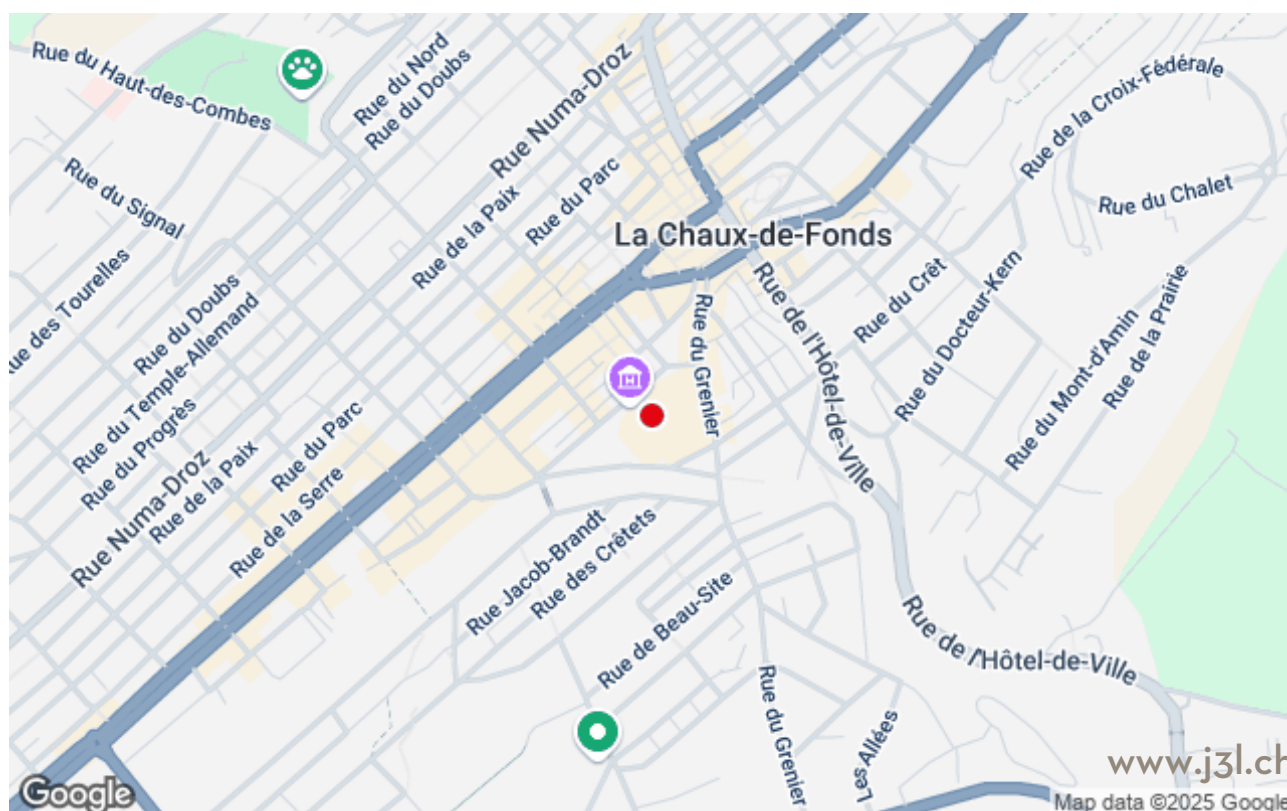 Rue du Haut-des-Combes
Rue du Nord
Rue du Doubs
Rue Numa-Droz
Rue de la Croix-Fédérale
Rue du Signal
Rue de la Paix
Rue du Parc
Rue du Chalet
La Chaux-de-Fonds
ue des Tourelles
Rue du Doubs
Rue du Temple-Allemand
Rue du Progrès
Rue Numa-Droz
Rue de la Paix
Rue du Parc
Rue de la Serre
Rue du Grenier
Rue de l'Hôtel-de-Ville
Rue du Crêt
Rue du Docteur-Kern
Rue du Mont-d'Amin
Rue de la Prairie
Rue Jacob-Brandt
Rue des Crêtets
Rue de Beau-Site
Rue de l'Hôtel-de-Ville
Rue du Grenier
Les Allées
www.j3l.ch
Google
Map data ©2025 Google